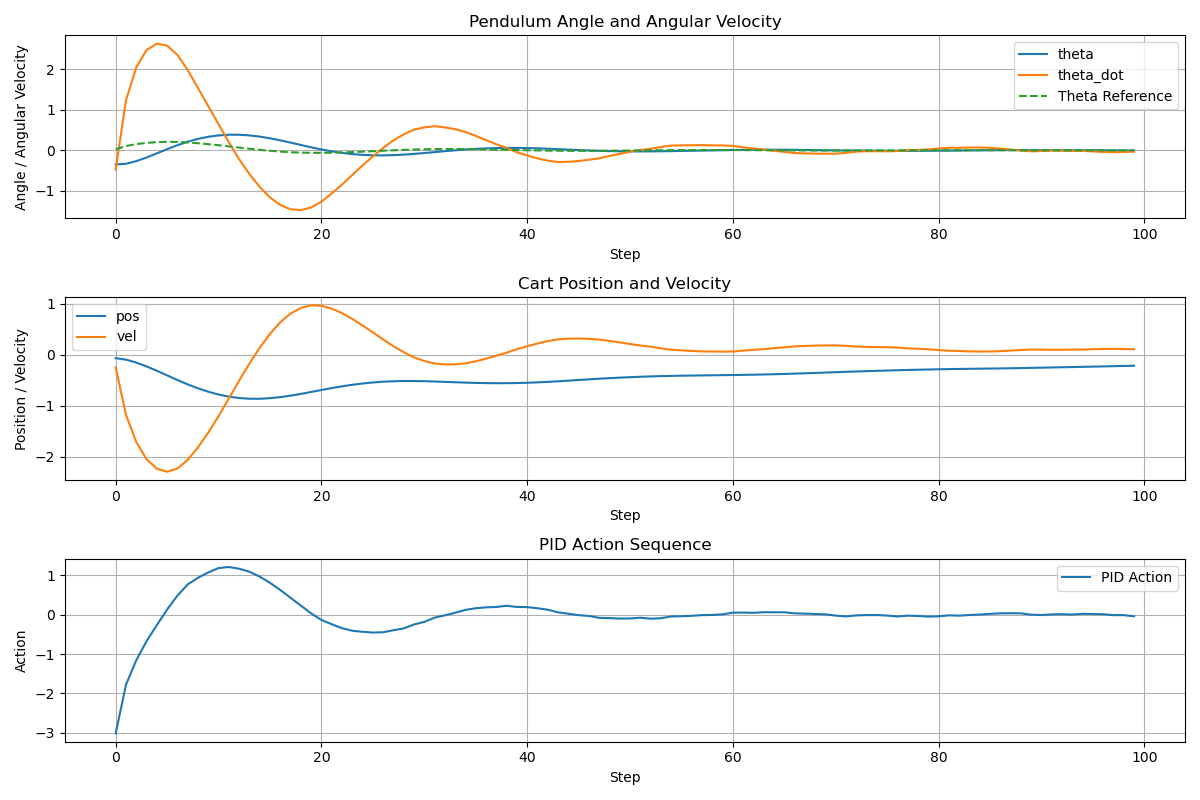 Pendulum Angle and Angular Velocity
Angle / Angular Velocity
2
1
0
−1
theta
theta_dot
Theta Reference
0 20 40 60 80 100
Step
Cart Position and Velocity
Position / Velocity
1
0
−1
−2
pos
vel
0 20 40 60 80 100
Step
PID Action Sequence
Action
1
0
−1
−2
−3
PID Action
0 20 40 60 80 100
Step